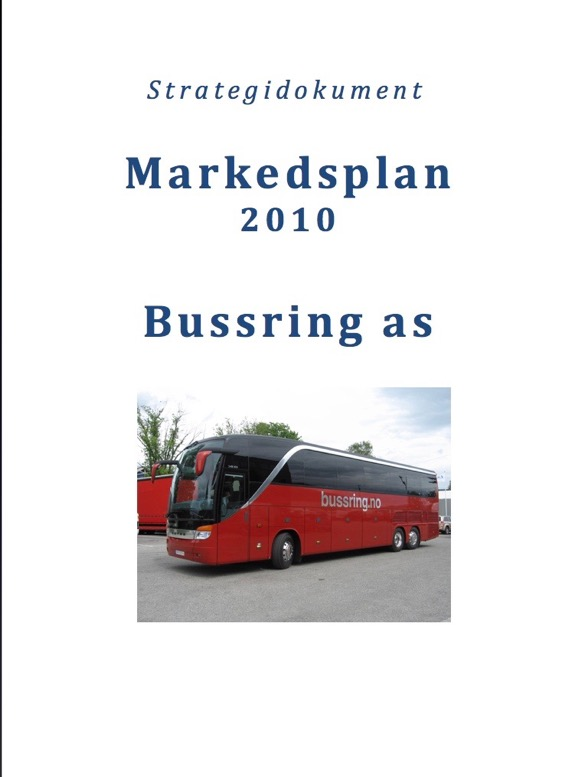 Strategidokument
Markedsplan
2010
Bussring as
bussring.no